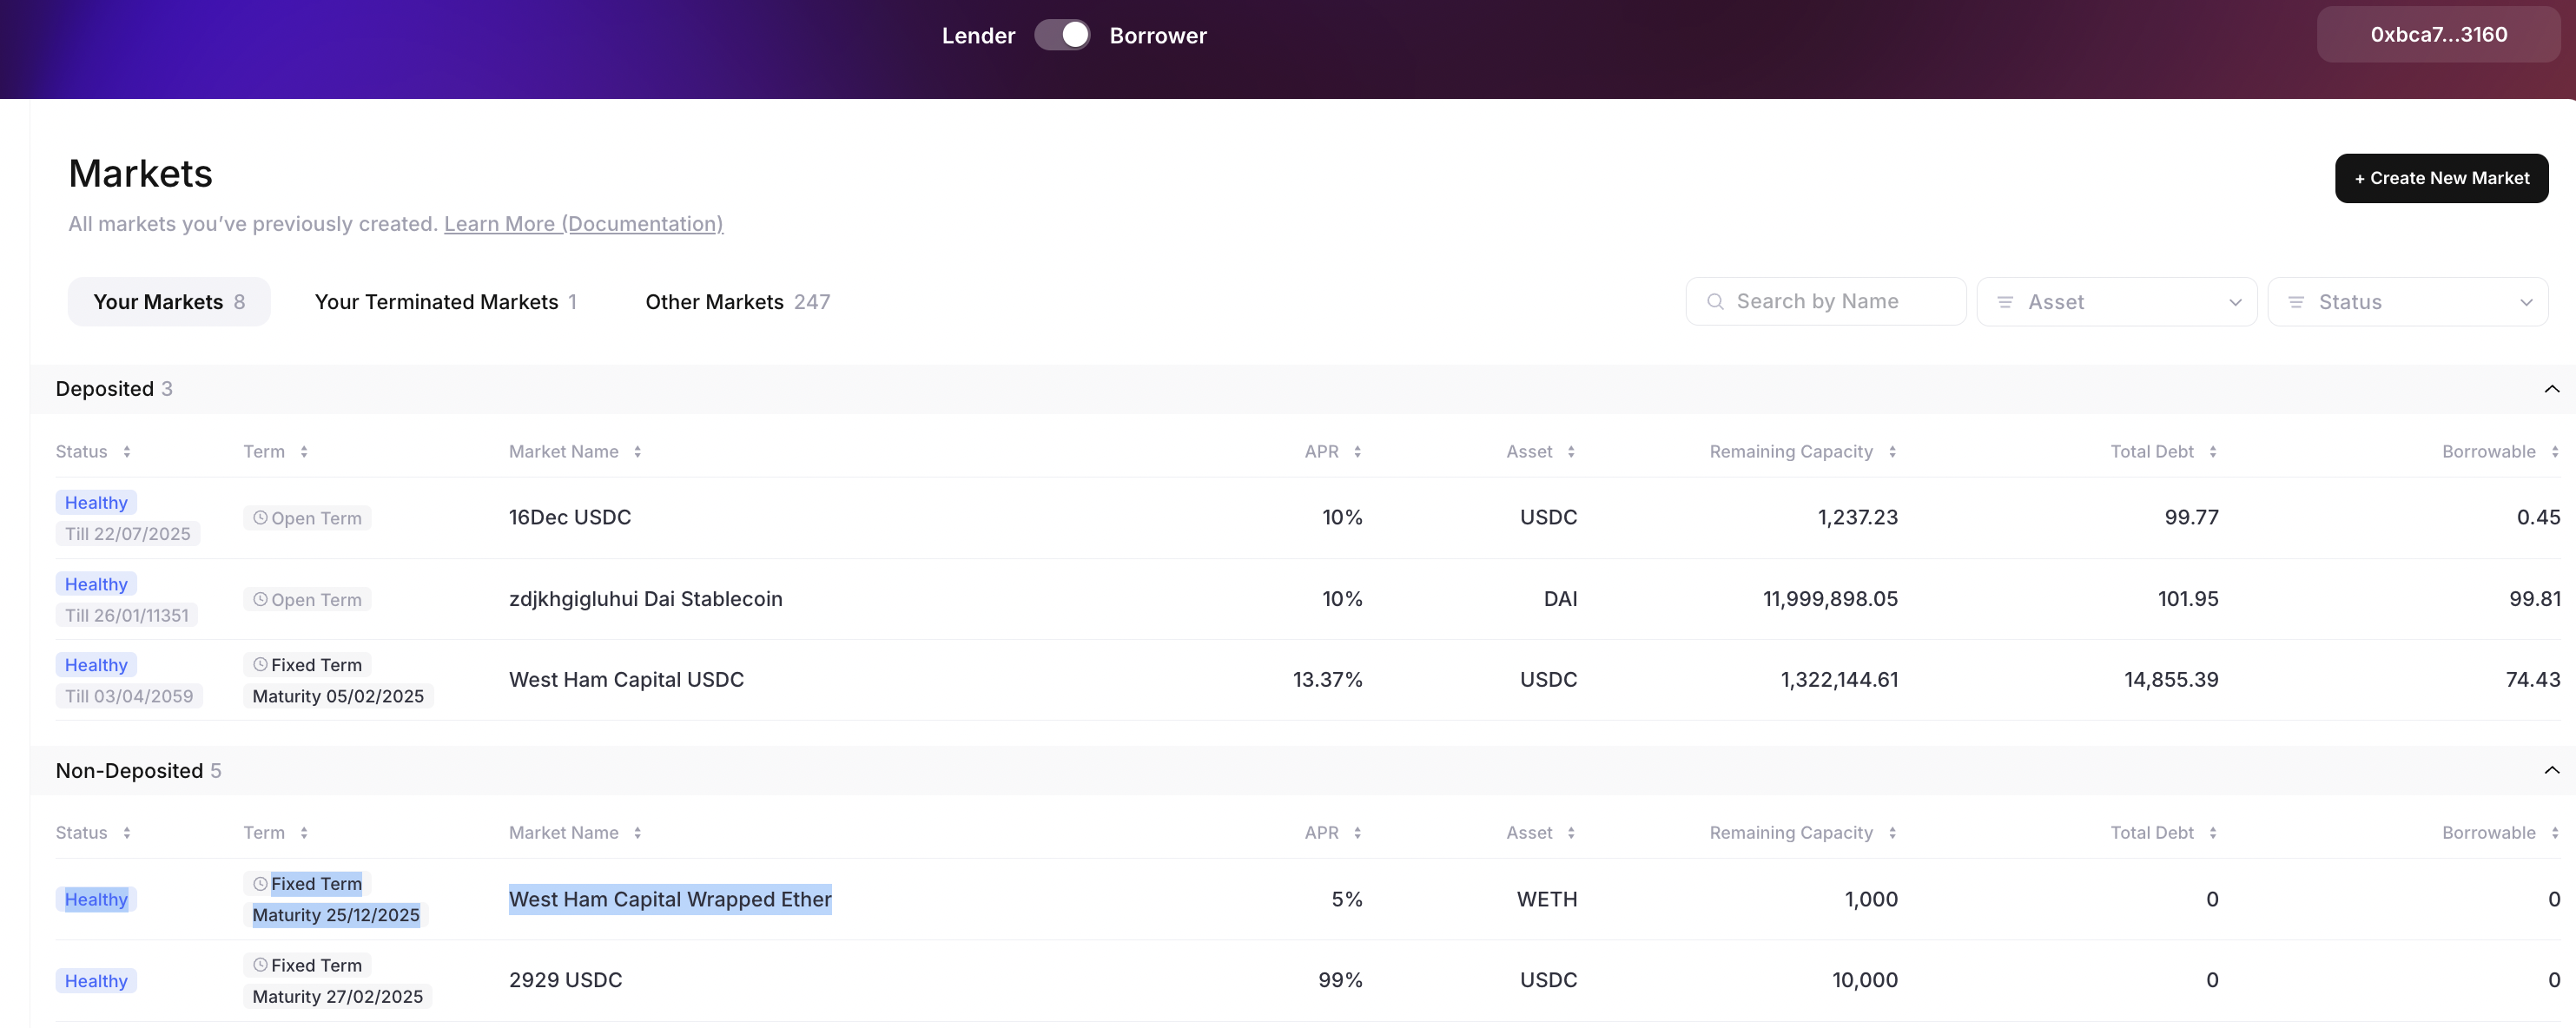 Lender Borrower 0xbca7...3160
Markets
+ Create New Market
All markets you’ve previously created. Learn More (Documentation)
Your Markets 8 Your Terminated Markets 1 Other Markets 247 Search by Name Asset Status
Deposited 3
Status Term Market Name APR Asset Remaining Capacity Total Debt Borrowable
Healthy
Till 22/07/2025
Open Term
16Dec USDC 10% USDC 1,237.23 99.77 0.45
Healthy
Till 26/01/11351
Open Term
zdjkhgigluhui Dai Stablecoin 10% DAI 11,999,898.05 101.95 99.81
Healthy
Till 03/04/2059
Fixed Term
Maturity 05/02/2025
West Ham Capital USDC 13.37% USDC 1,322,144.61 14,855.39 74.43
Non-Deposited 5
Status Term Market Name APR Asset Remaining Capacity Total Debt Borrowable
Healthy
Fixed Term
Maturity 25/12/2025
West Ham Capital Wrapped Ether 5% WETH 1,000 0 0
Healthy
Fixed Term
Maturity 27/02/2025
2929 USDC 99% USDC 10,000 0 0